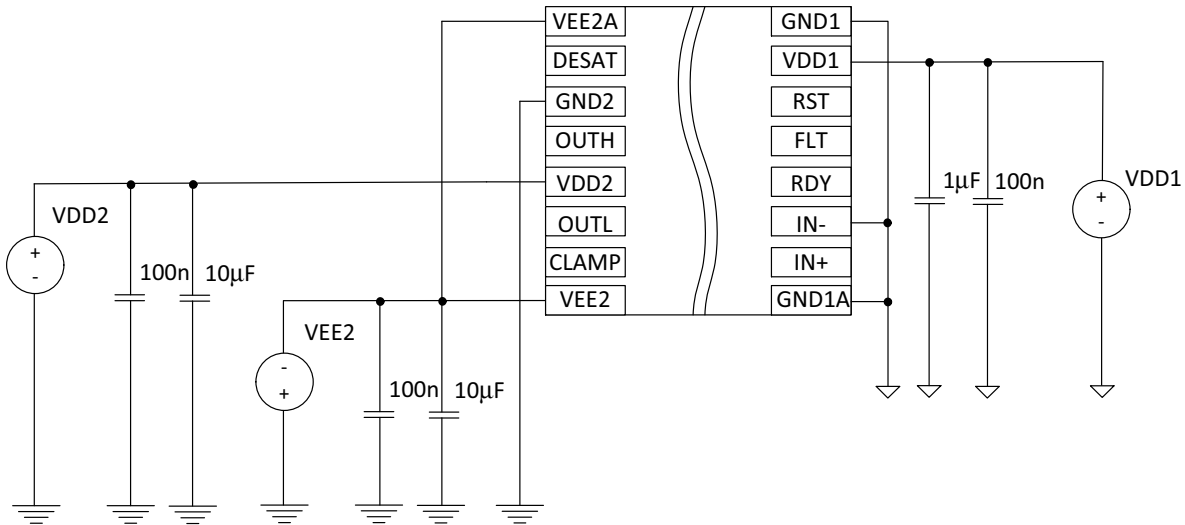 VEE2A
DESAT
GND2
OUTH
VDD2
OUTL
CLAMP
VEE2
GND1
VDD1
RST
FLT
RDY
IN-
IN+
GND1A
VDD2
+
-
100n
10μF
VEE2
-
+
100n
10μF
1μF
100n
VDD1
+
-